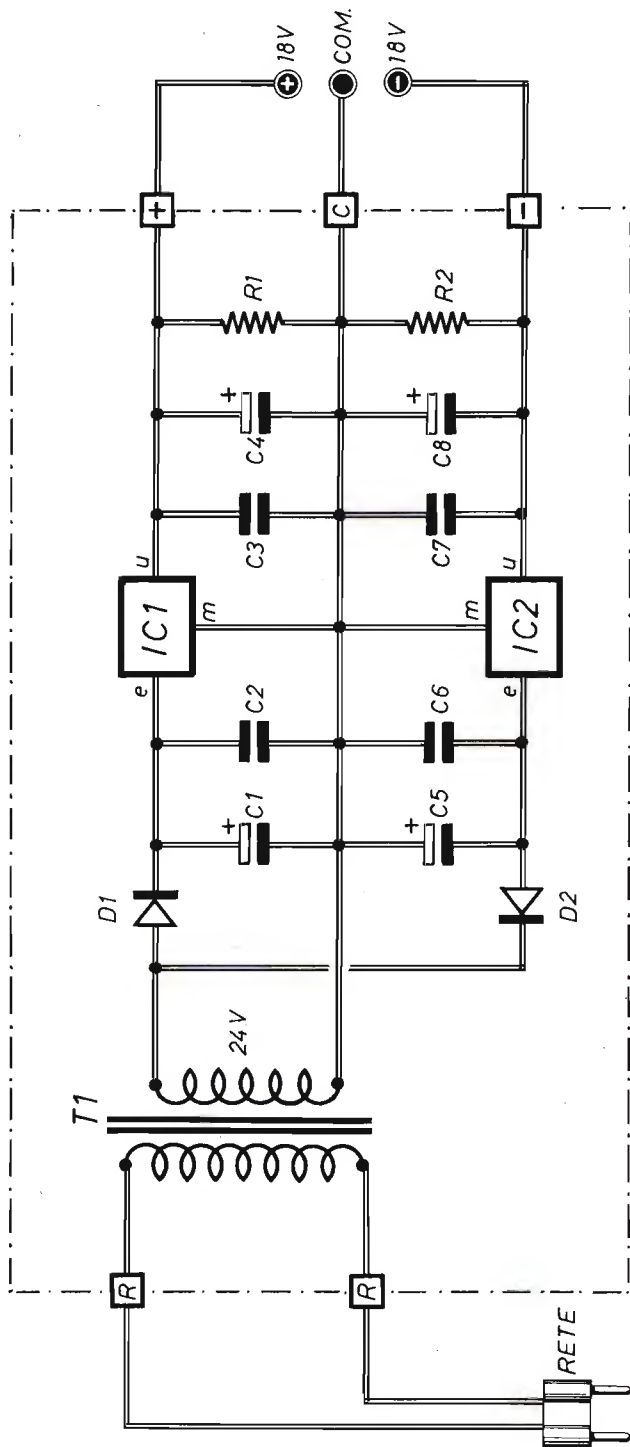 RETE
R
R
T1
24V
D1
D2
+
C1
C2
+
C5
C6
e
IC1
u
m
m
e
IC2
u
C3
+
C4
C7
+
C8
R1
R2
+
C
-
+
18V
COM.
-
18V